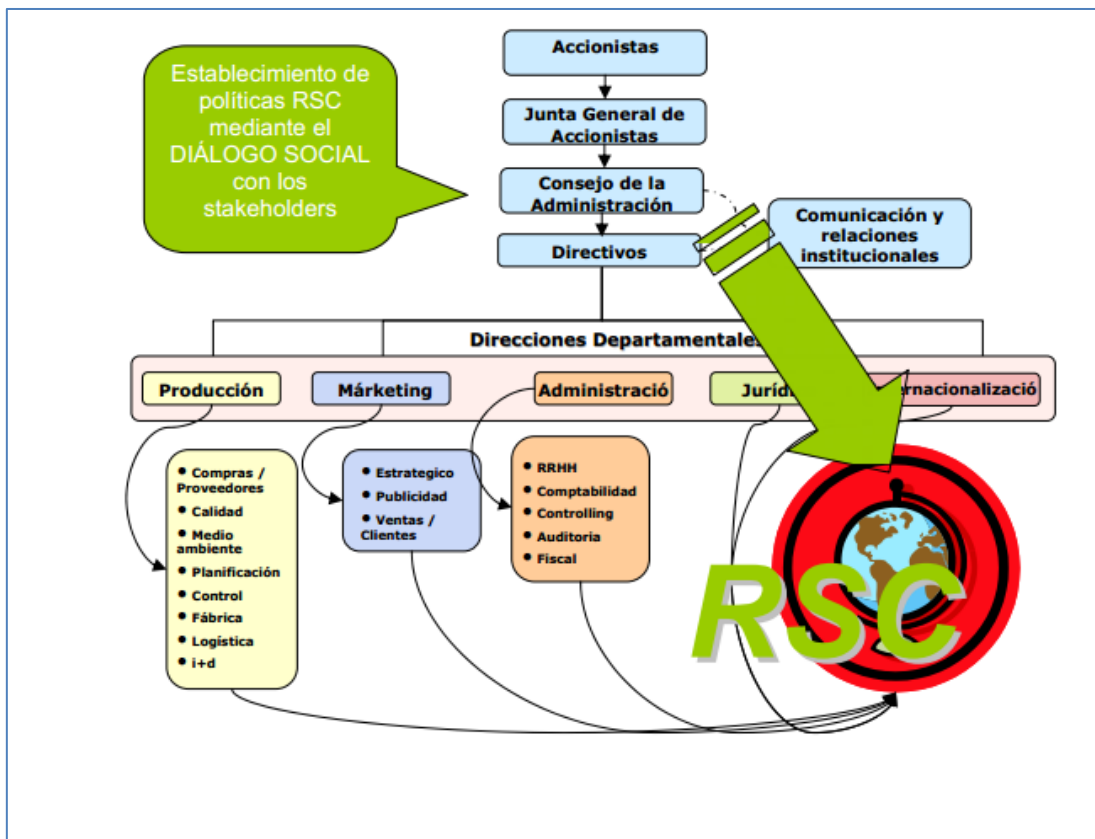 Establecimiento de
políticas RSC
mediante el
DIÁLOGO SOCIAL
con los
stakeholders
Accionistas
Junta General de
Accionistas
Consejo de la
Administración
Directivos
Comunicación y
relaciones
institucionales
Direcciones Departamentales
Producción
Márketing
Administració
Jurídi
ernacionalizació
• Compras /
Proveedores
• Calidad
• Medio
ambiente
• Planificación
• Control
• Fábrica
• Logística
• i+d
• Estrategico
• Publicidad
• Ventas /
Clientes
• RRHH
• Comptabilidad
• Controlling
• Auditoria
• Fiscal
RSC